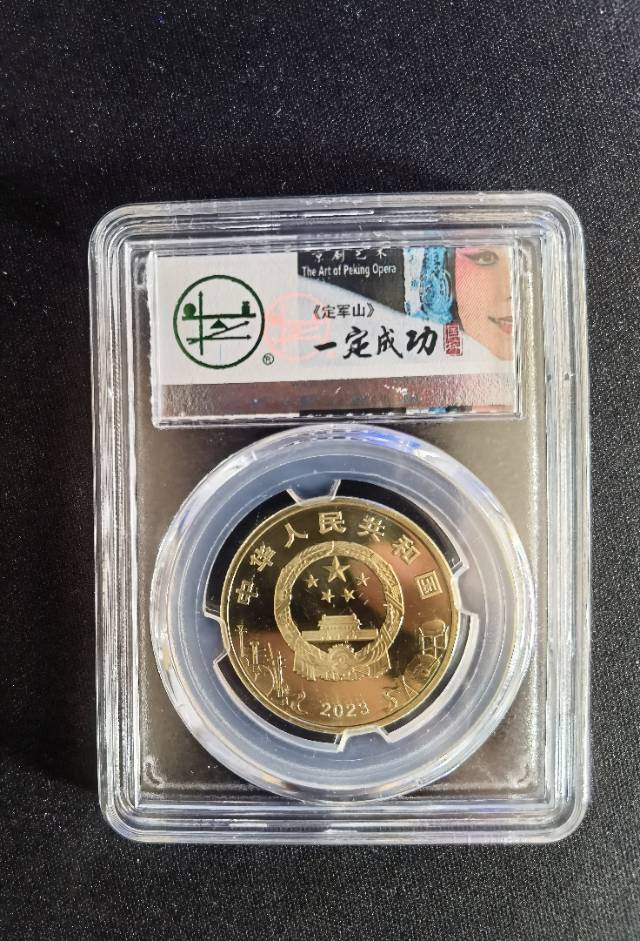 京剧艺术
The Art of Peking Opera
《定军山》
一定成功
®
中华人民共和国
2023